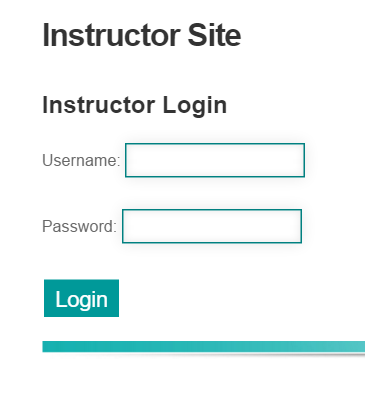 Instructor Site
Instructor Login
Username:
Password:
Login